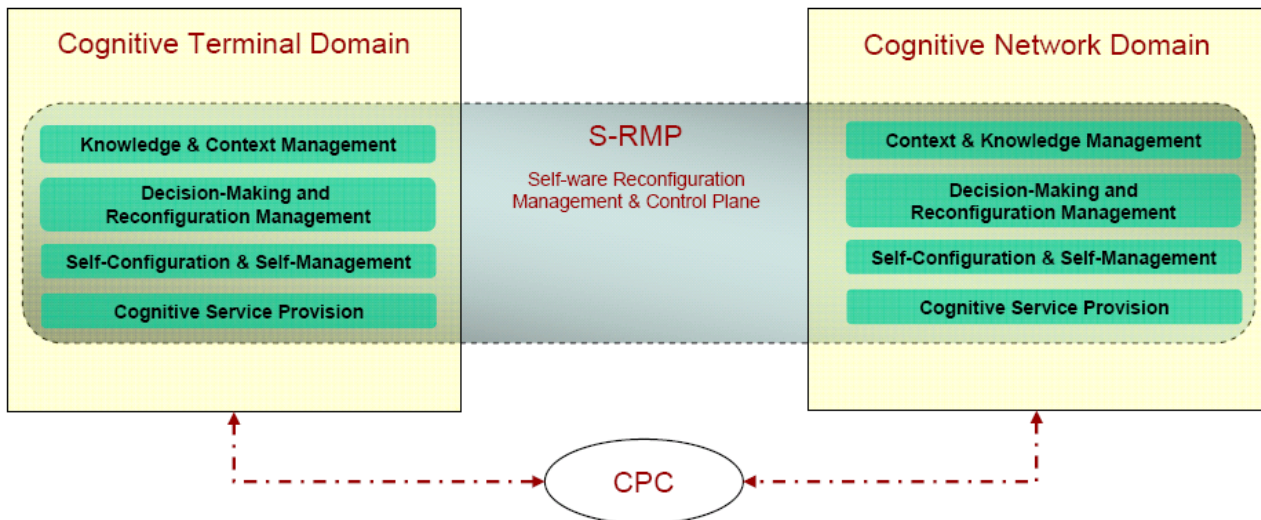 Cognitive Terminal Domain
Knowledge & Context Management
Decision-Making and
Reconfiguration Management
Self-Configuration & Self-Management
Cognitive Service Provision
S-RMP
Self-ware Reconfiguration
Management & Control Plane
Cognitive Network Domain
Context & Knowledge Management
Decision-Making and
Reconfiguration Management
Self-Configuration & Self-Management
Cognitive Service Provision
CPC